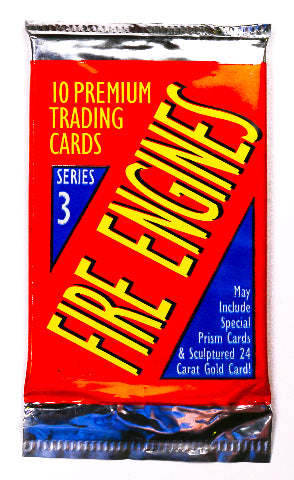 10 PREMIUM
TRADING
CARDS
SERIES
3
FIRE ENGINES
May
Include
Special
Prism Cards
& Sculptured 24
Carat Gold Card!